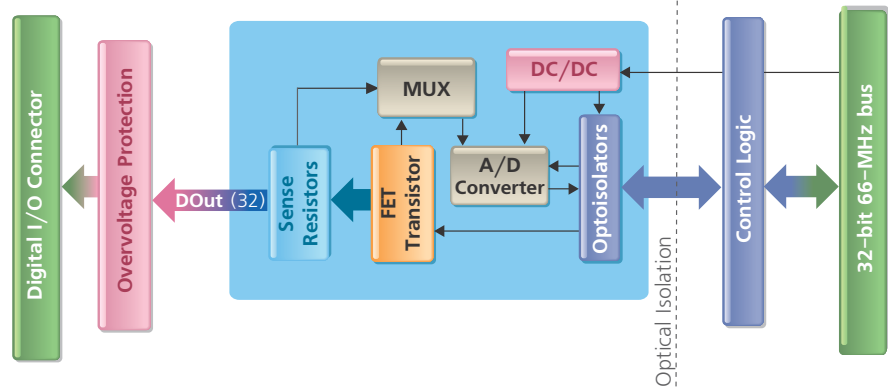 Digital I/O Connector
Overvoltage Protection
DOut (32)
Sense
Resistors
MUX
FET
Transistor
DC/DC
A/D
Converter
Optoisolators
Optical Isolation
Control Logic
32-bit 66-MHz bus